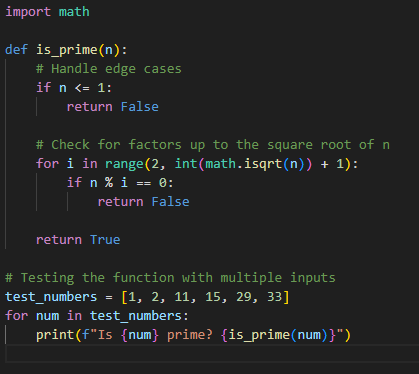 import math

def is_prime(n):
    # Handle edge cases
    if n <= 1:
        return False

    # Check for factors up to the square root of n
    for i in range(2, int(math.isqrt(n)) + 1):
        if n % i == 0:
            return False

    return True

# Testing the function with multiple inputs
test_numbers = [1, 2, 11, 15, 29, 33]
for num in test_numbers:
    print(f"Is {num} prime? {is_prime(num)}")